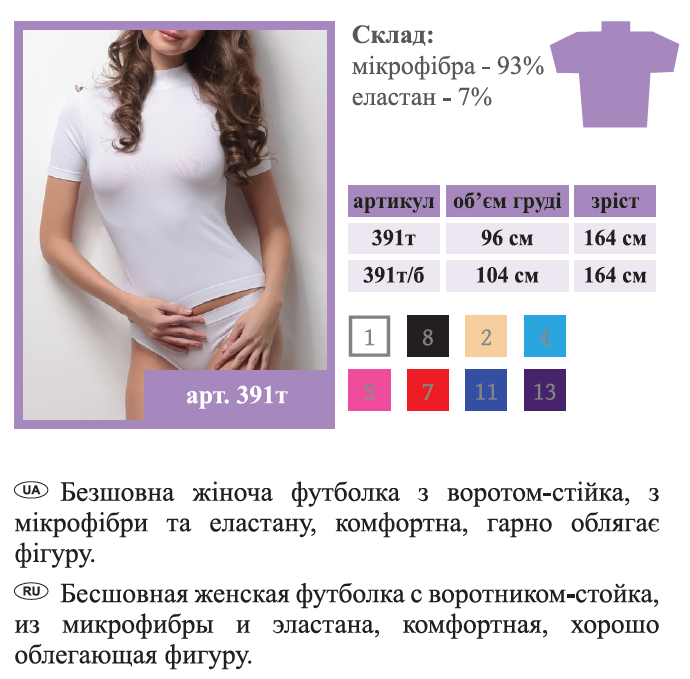 Склад:
мікрофібра - 93%
еластан - 7%
артикул об’єм груді зріст
391т 96 см 164 см
391т/б 104 см 164 см
1 8 2 4
5 7 11 13
арт. 391т
UA Безшовна жіноча футболка з воротом-стійка, з
мікрофібри та еластану, комфортна, гарно облягає
фігуру.
RU Бесшовная женская футболка с воротником-стойка,
из микрофибры и эластана, комфортная, хорошо
облегающая фигуру.